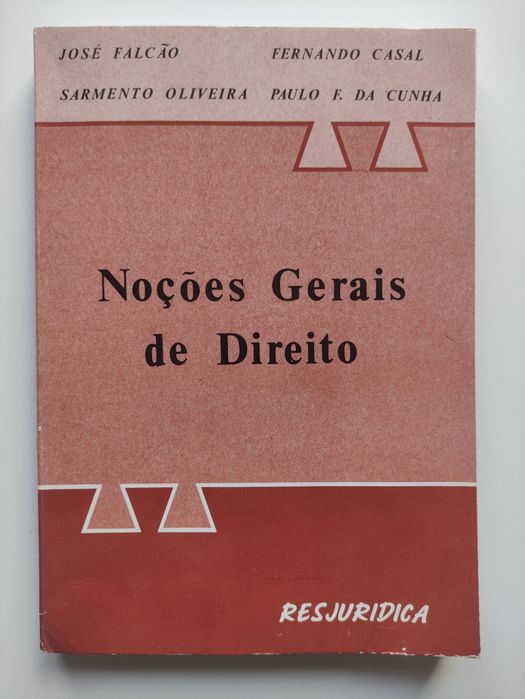 JOSÉ FALCÃO FERNANDO CASAL
SARMENTO OLIVEIRA PAULO F. DA CUNHA
Noções Gerais
de Direito
RESJURIDICA